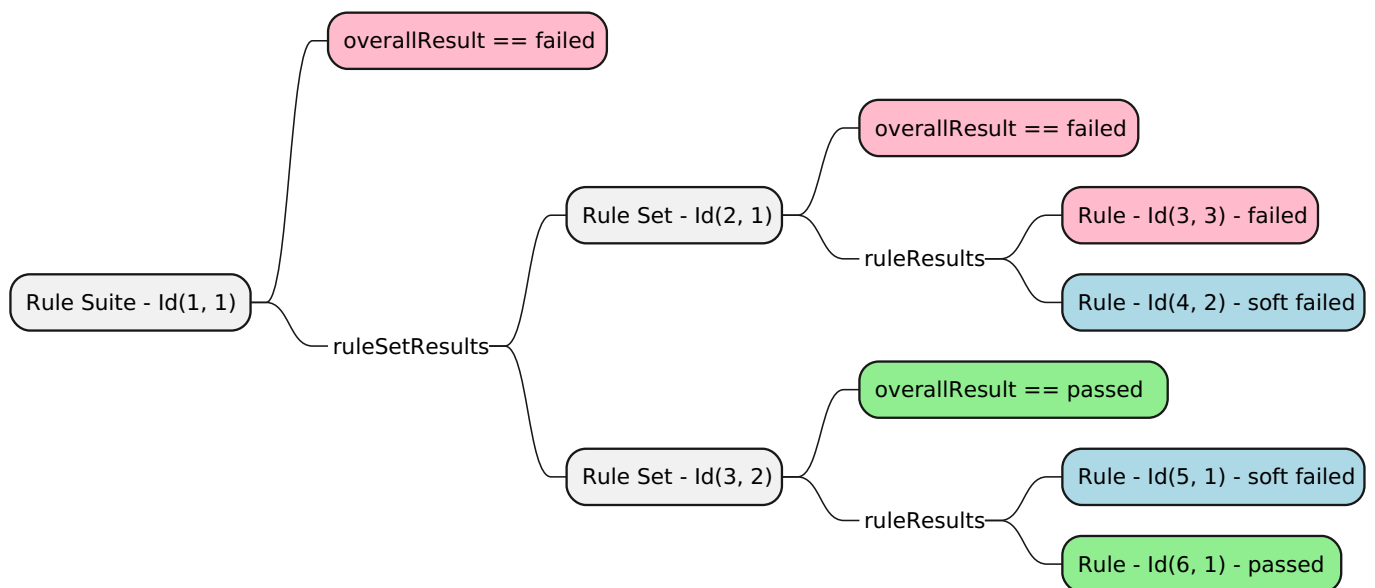 overallResult == failed
overallResult == failed
Rule Set - Id(2, 1)
Rule - Id(3, 3) - failed
ruleResults
Rule Suite - Id(1, 1)
Rule - Id(4, 2) - soft failed
ruleSetResults
overallResult == passed
Rule Set - Id(3, 2)
Rule - Id(5, 1) - soft failed
ruleResults
Rule - Id(6, 1) - passed